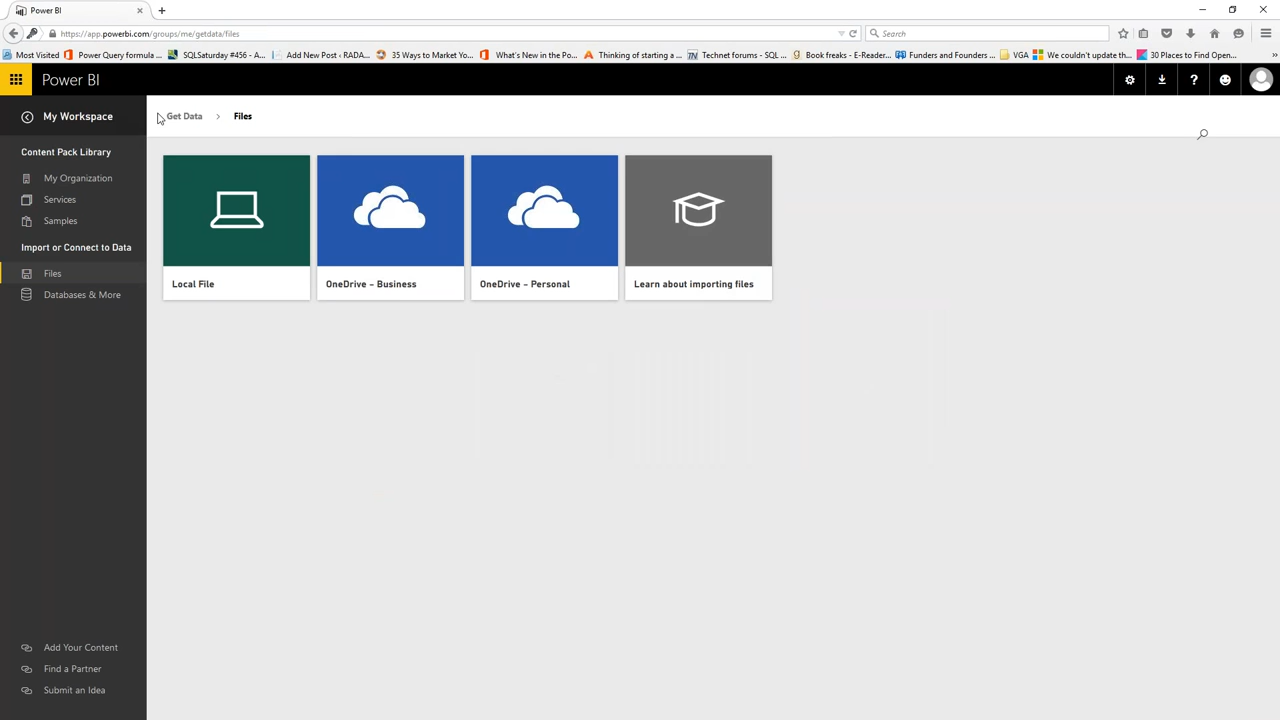 Power BI
https://app.powerbi.com/groups/me/getdata/files
Search
Most Visited
Power Query formula ...
SQLSaturday #456 - A...
Add New Post ‹ RADA...
35 Ways to Market Yo...
What's New in the Po...
Thinking of starting a ...
Technet forums - SQL ...
Book freaks - E-Reader...
Funders and Founders ...
VGA
We couldn't update th...
30 Places to Find Open...
Power BI
My Workspace
Get Data
Files
Content Pack Library
My Organization
Services
Samples
Import or Connect to Data
Files
Databases & More
Local File
OneDrive – Business
OneDrive – Personal
Learn about importing files
Add Your Content
Find a Partner
Submit an Idea